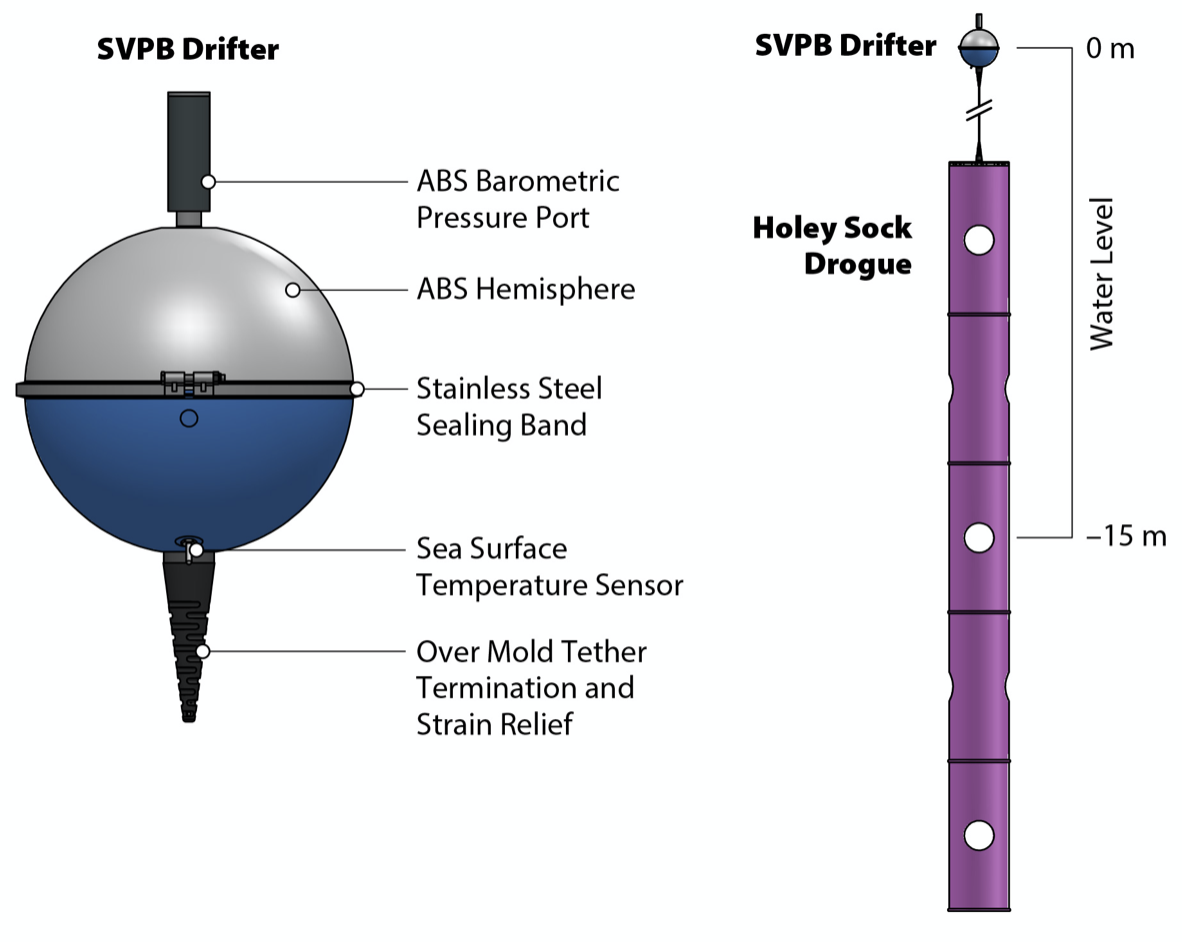 SVPB Drifter
ABS Barometric
Pressure Port
ABS Hemisphere
Stainless Steel
Sealing Band
Sea Surface
Temperature Sensor
Over Mold Tether
Termination and
Strain Relief
SVPB Drifter
0 m
Holey Sock
Drogue
Water Level
–15 m